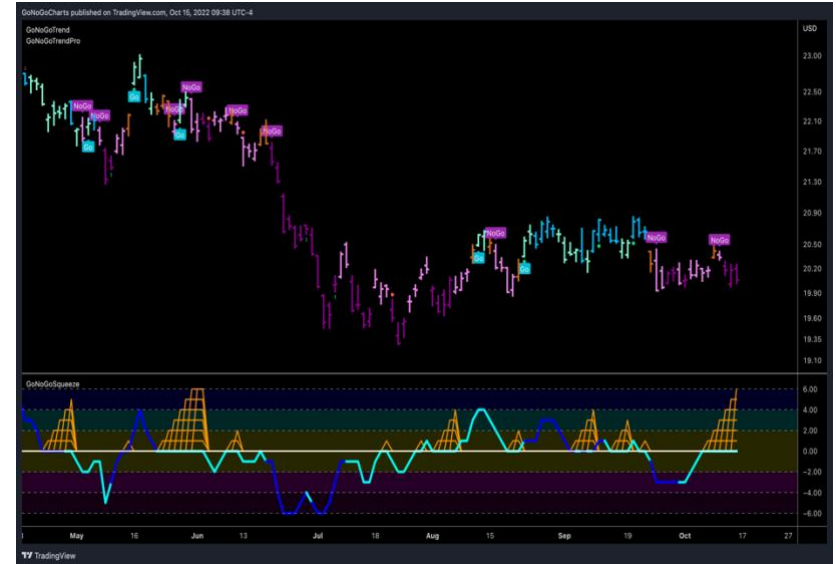 GoNoGoCharts published on TradingView.com, Oct 15, 2022 09:38 UTC-4
GoNoGoTrend
GoNoGoTrendPro
USD
23.00
22.50
22.10
21.70
21.30
20.90
20.50
20.20
19.90
19.60
19.35
19.10
NoGo
NoGo
Go
Go
NoGo
NoGo
Go
NoGo
NoGo
Go
NoGo
Go
NoGo
NoGo
GoNoGoSqueeze
6.00
4.00
2.00
0.00
−2.00
−4.00
−6.00
May 16 Jun 13 Jul 18 Aug 15 Sep 19 Oct 17 27
TradingView